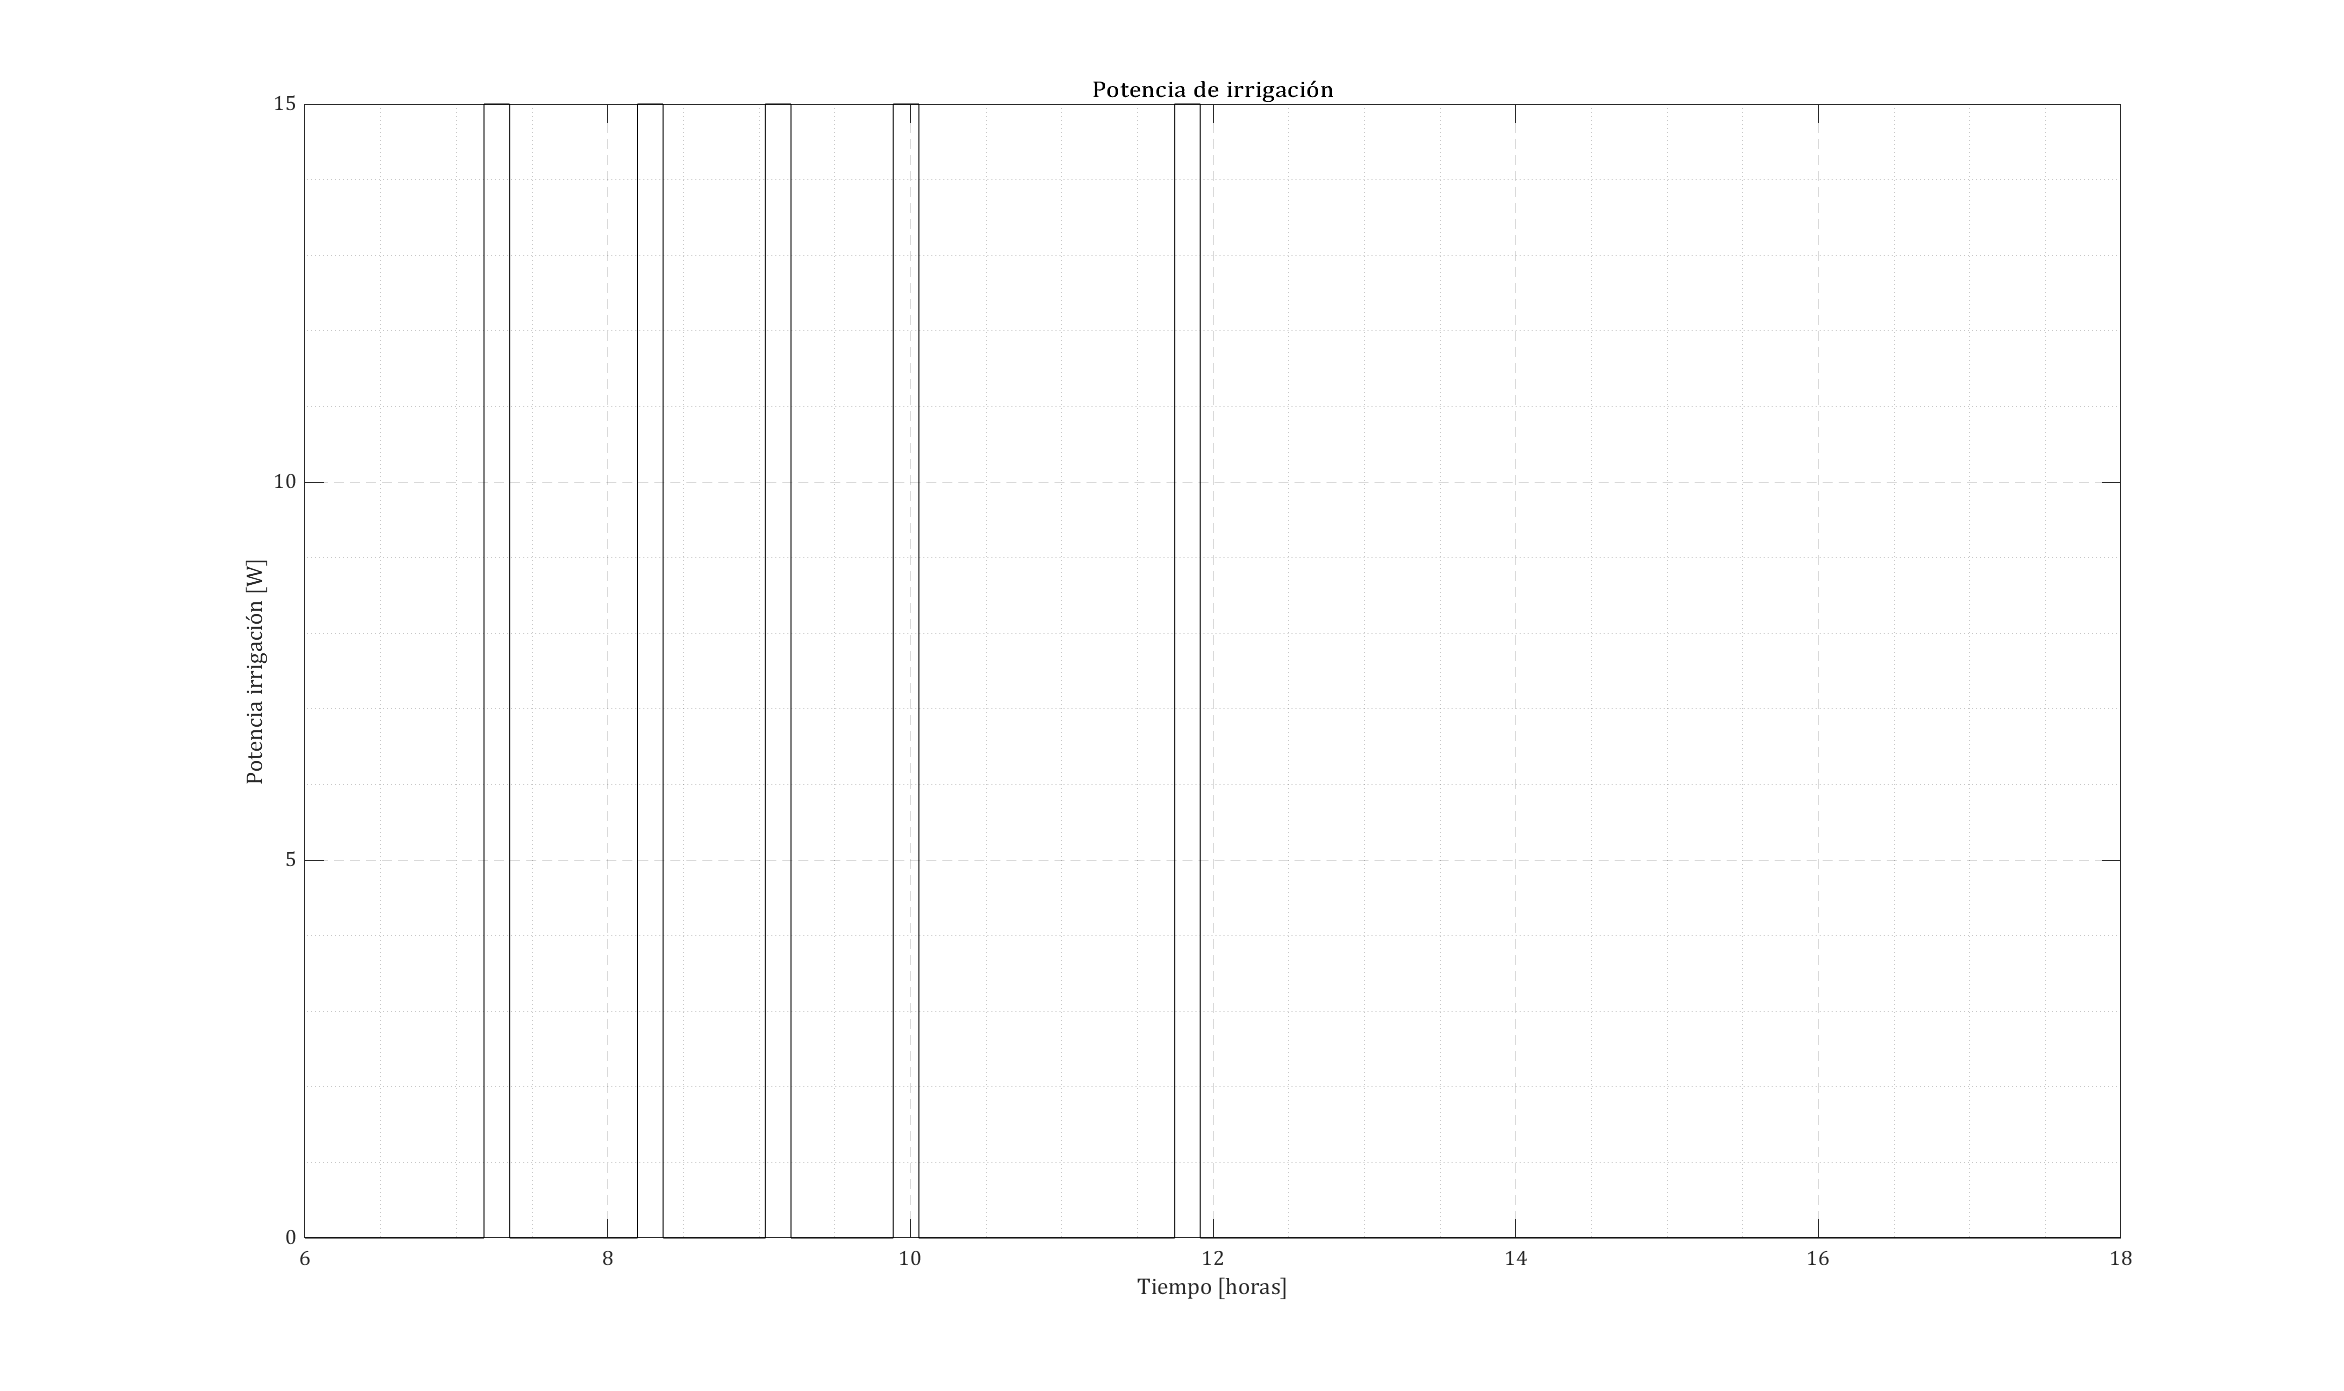 Potencia de irrigación
15
10
5
0
Potencia irrigación [W]
6 8 10 12 14 16 18
Tiempo [horas]